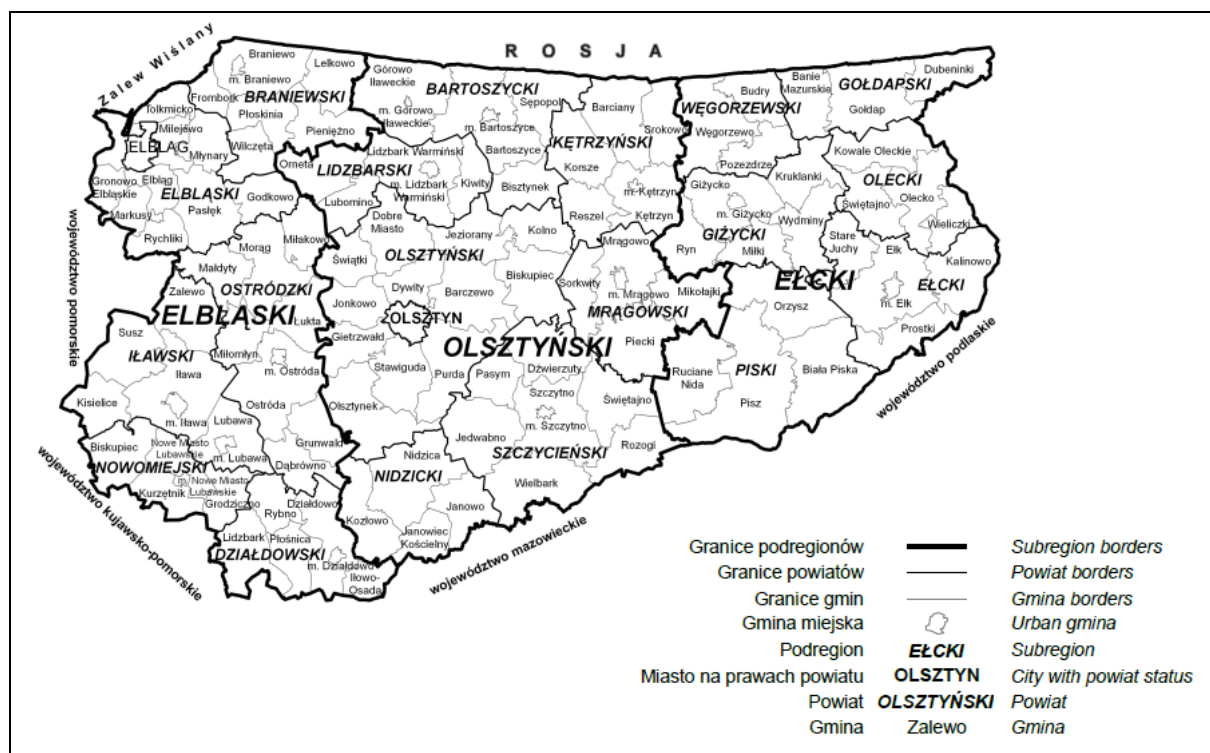 R O S J A
Zalew Wiślany
Braniewo
Lelkowo
m. Braniewo
Frombork
BRANIEWSKI
Płoskinia
Pieniężno
Wilczęta
Tolkmicko
Milejewo
ELBLĄG
Młynary
Gronowo
Elbląskie
Elbląg
ELBLĄSKI
Pasłęk
Godkowo
Markusy
Rychliki
Górowo
Iławeckie
BARTOSZYCKI
Sępopol
m. Górowo
Iławeckie
m. Bartoszyce
Bartoszyce
Bisztynek
Barciany
Srokowo
KĘTRZYŃSKI
Korsze
m. Kętrzyn
Reszel
Kętrzyn
WĘGORZEWSKI
Budry
Węgorzewo
Pozezdrze
Banie
Mazurskie
GOŁDAPSKI
Dubeninki
Gołdap
Kowale Oleckie
OLECKI
Świętajno
Olecko
Wieliczki
Orneta
Lidzbark Warmiński
LIDZBARSKI
m. Lidzbark
Warmiński
Kiwity
Lubomino
Dobre
Miasto
Jeziorany
Kolno
Świątki
OLSZTYŃSKI
Biskupiec
Dywity
Barczewo
Jonkowo
OLSZTYN
Gietrzwałd
OLSZTYŃSKI
Stawiguda
Purda
Olsztynek
Giżycko
Kruklanki
m. Giżycko
Wydminy
GIŻYCKI
Ryn
Miłki
Stare
Juchy
Ełk
Kalinowo
EŁCKI
EŁCKI
m. Ełk
Prostki
Mrągowo
Sorkwity
m. Mrągowo
Mikołajki
MRĄGOWSKI
Piecki
Orzysz
PISKI
Biała Piska
Ruciane
Nida
Pisz
Morąg
Miłakowo
Małdyty
OSTRÓDZKI
Zalewo
ELBLĄSKI
Łukta
Miłomłyn
m. Ostróda
Ostróda
Grunwald
Dąbrówno
Susz
IŁAWSKI
Iława
Kisielice
m. Iława
Lubawa
m. Lubawa
Biskupiec
Nowe Miasto
Lubawskie
NOWOMIEJSKI
m. Nowe Miasto
Lubawskie
Kurzętnik
Grodziczno
Rybno
Działdowo
Lidzbark
Płośnica
DZIAŁDOWSKI
m. Działdowo
Iłowo-
Osada
Pasym
Dźwierzuty
Szczytno
m. Szczytno
Świętajno
Jedwabno
SZCZYCIEŃSKI
Rozogi
Wielbark
Nidzica
NIDZICKI
Janowo
Kozłowo
Janowiec
Kościelny
województwo pomorskie
województwo kujawsko-pomorskie
województwo mazowieckie
województwo podlaskie
Granice podregionów Subregion borders
Granice powiatów Powiat borders
Granice gmin Gmina borders
Gmina miejska Urban gmina
Podregion EŁCKI Subregion
Miasto na prawach powiatu OLSZTYN City with powiat status
Powiat OLSZTYŃSKI Powiat
Gmina Zalewo Gmina